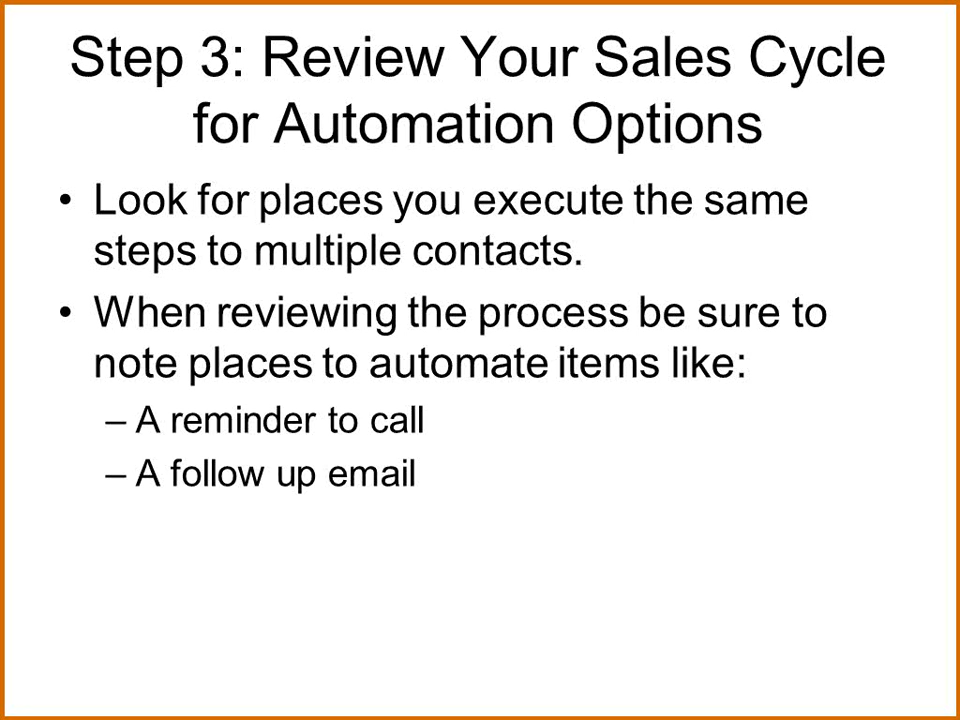 Step 3: Review Your Sales Cycle
for Automation Options
• Look for places you execute the same
steps to multiple contacts.
• When reviewing the process be sure to
note places to automate items like:
– A reminder to call
– A follow up email